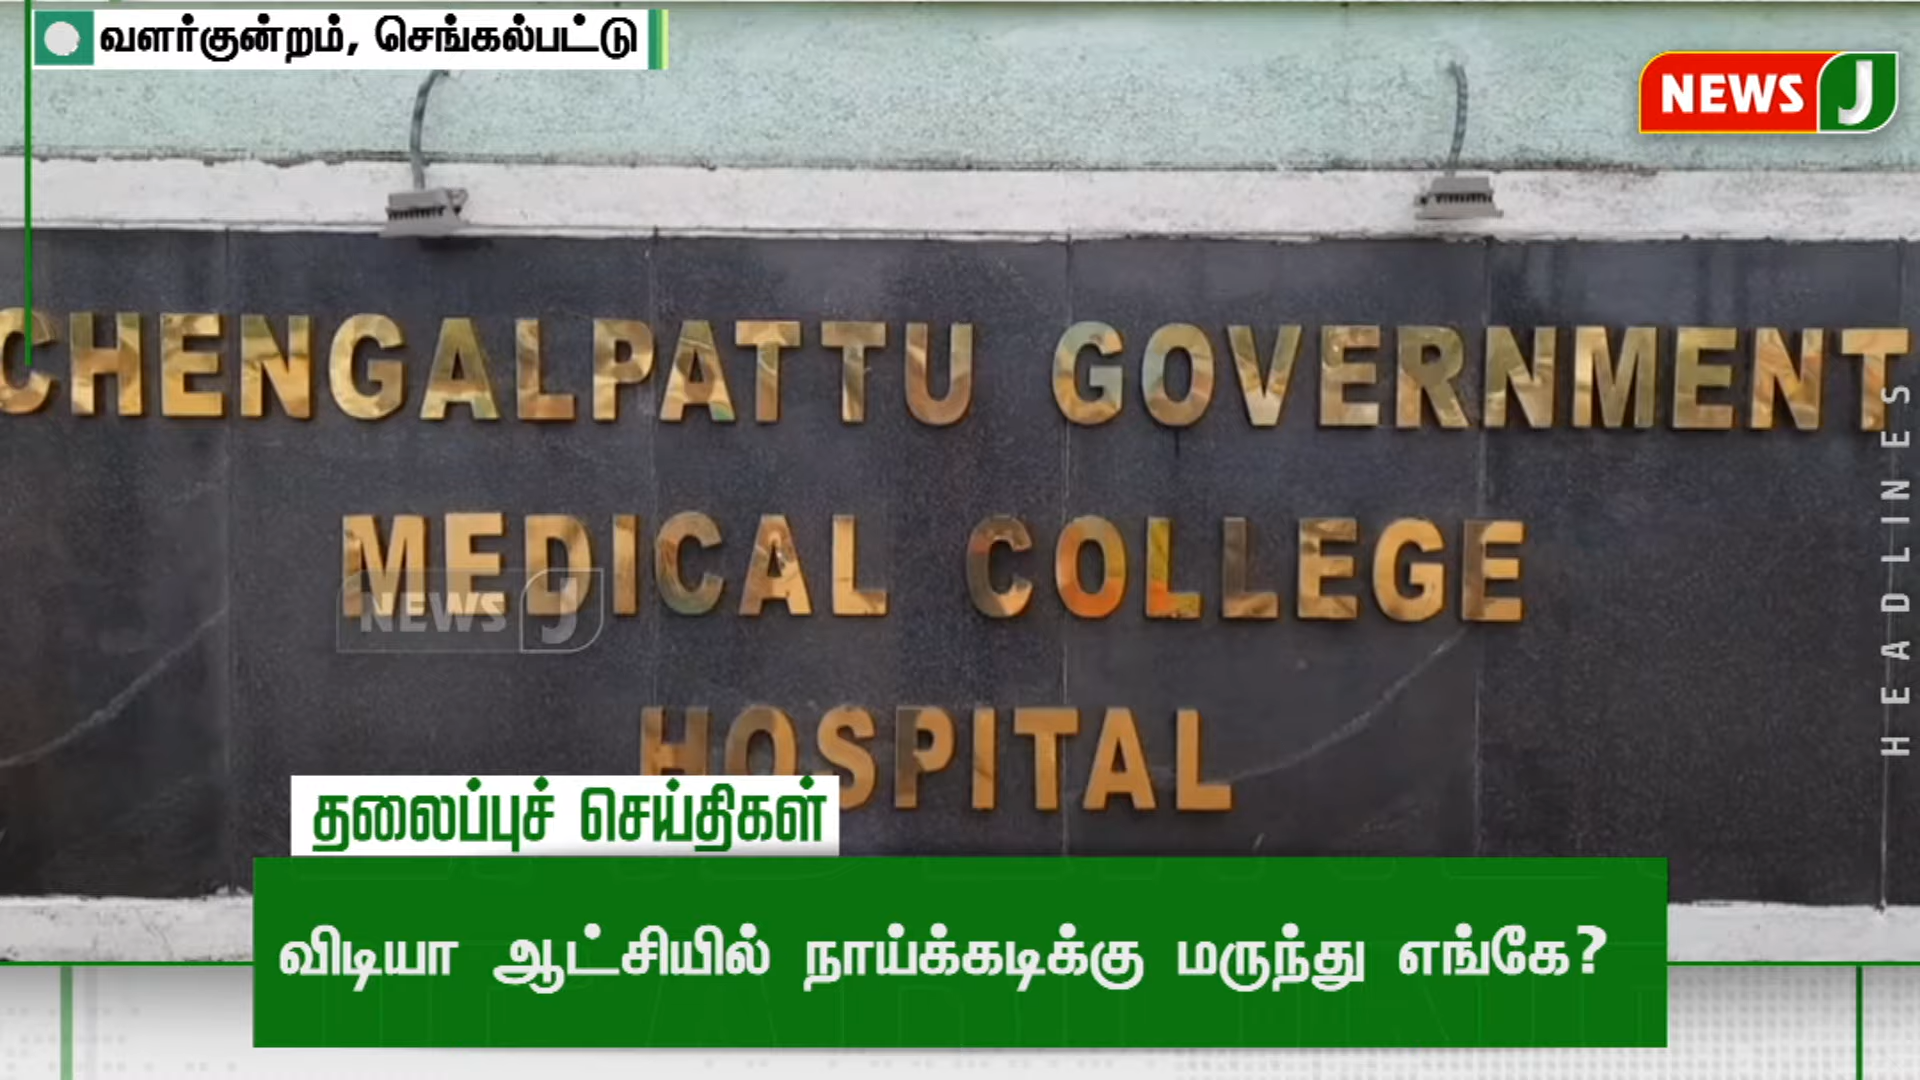 வளர்குன்றம், செங்கல்பட்டு
NEWS J
CHENGALPATTU GOVERNMENT
MEDICAL COLLEGE
NEWS J
HOSPITAL
HEADLINES
தலைப்புச் செய்திகள்
விடியா ஆட்சியில் நாய்க்கடிக்கு மருந்து எங்கே?